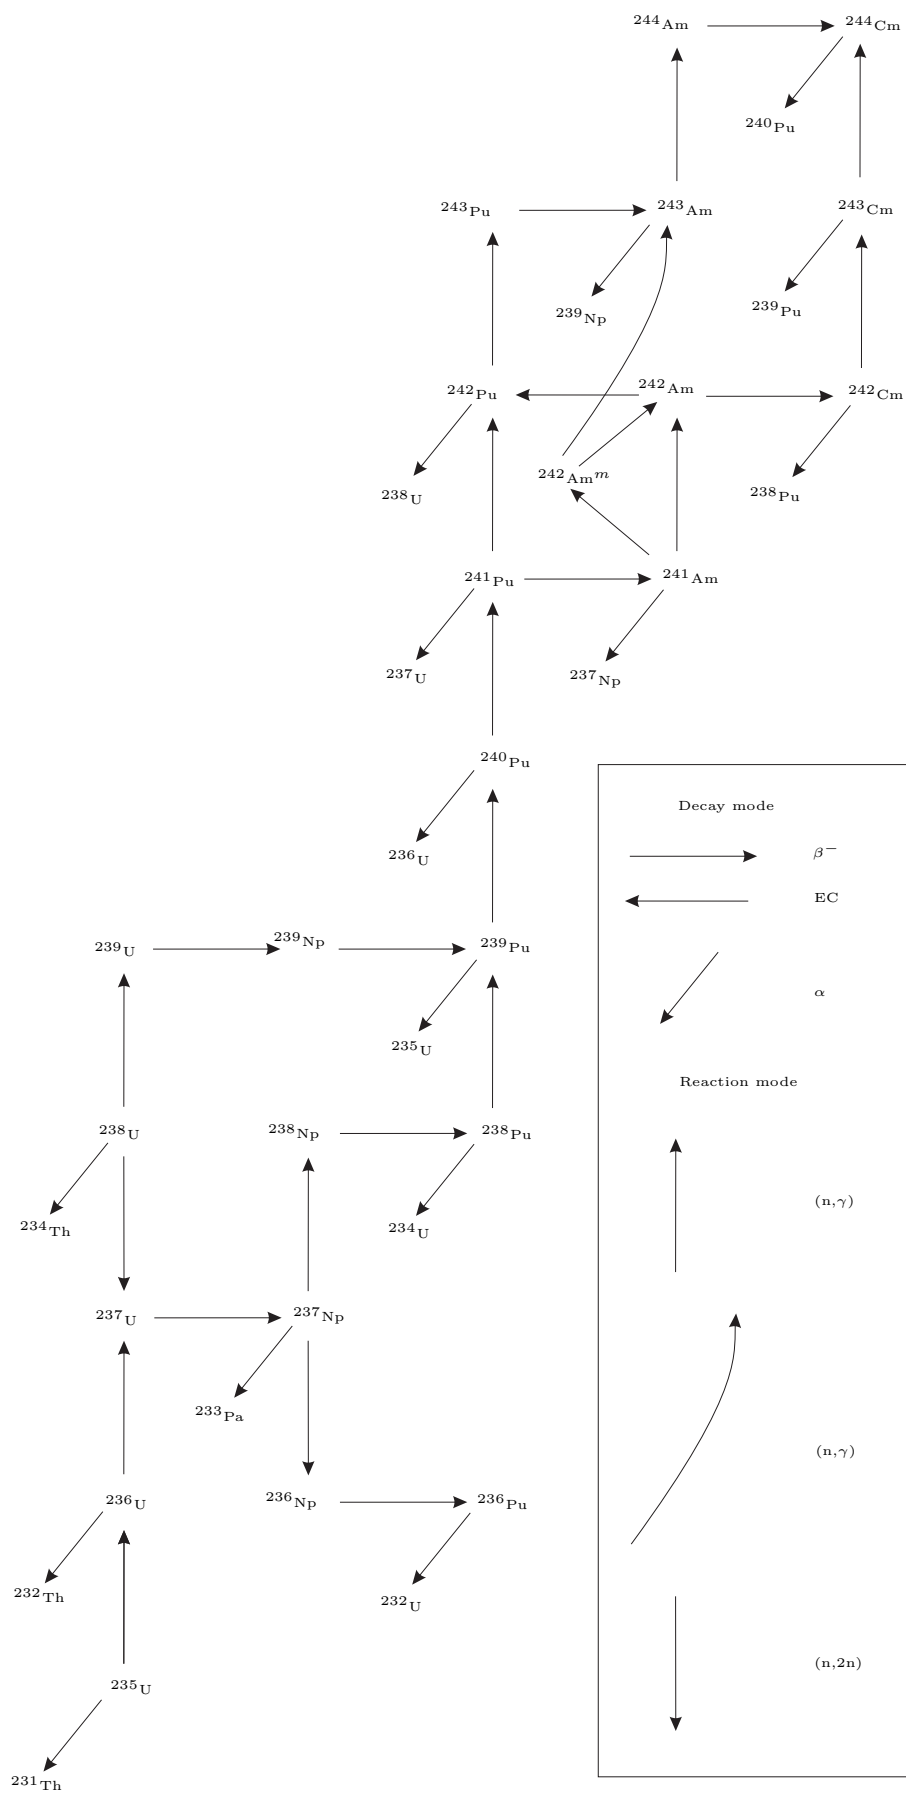 ²⁴⁴Am ²⁴⁴Cm
²⁴⁰Pu
²⁴³Pu ²⁴³Am ²⁴³Cm
²³⁹Np ²³⁹Pu
²⁴²Pu ²⁴²Am ²⁴²Cm
²⁴²Amᵐ
²³⁸U ²³⁸Pu
²⁴¹Pu ²⁴¹Am
²³⁷U ²³⁷Np
²⁴⁰Pu
²³⁶U
²³⁹U ²³⁹Np ²³⁹Pu
²³⁵U
²³⁸U ²³⁸Np ²³⁸Pu
²³⁴Th ²³⁴U
²³⁷U ²³⁷Np
²³³Pa
²³⁶U ²³⁶Np ²³⁶Pu
²³²Th ²³²U
²³⁵U
²³¹Th
Decay mode
β⁻
EC
α
Reaction mode
(n,γ)
(n,γ)
(n,2n)